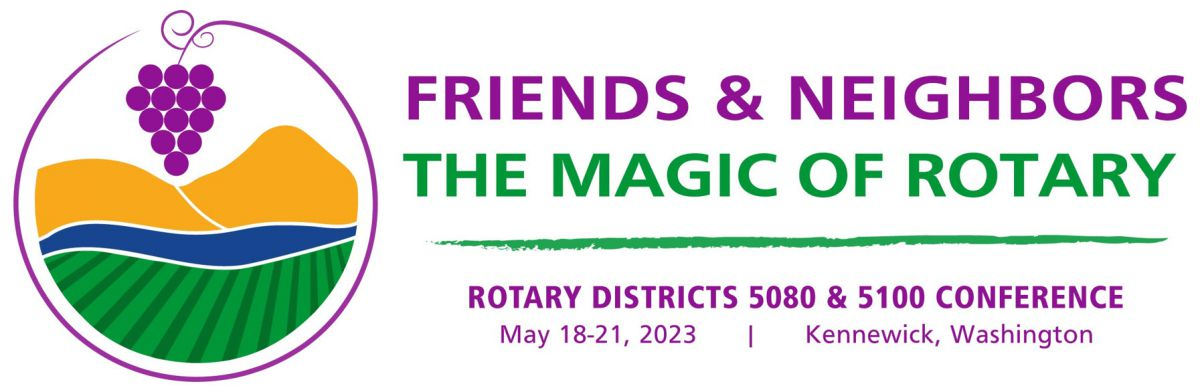 FRIENDS & NEIGHBORS
THE MAGIC OF ROTARY
ROTARY DISTRICTS 5080 & 5100 CONFERENCE
May 18-21, 2023 | Kennewick, Washington